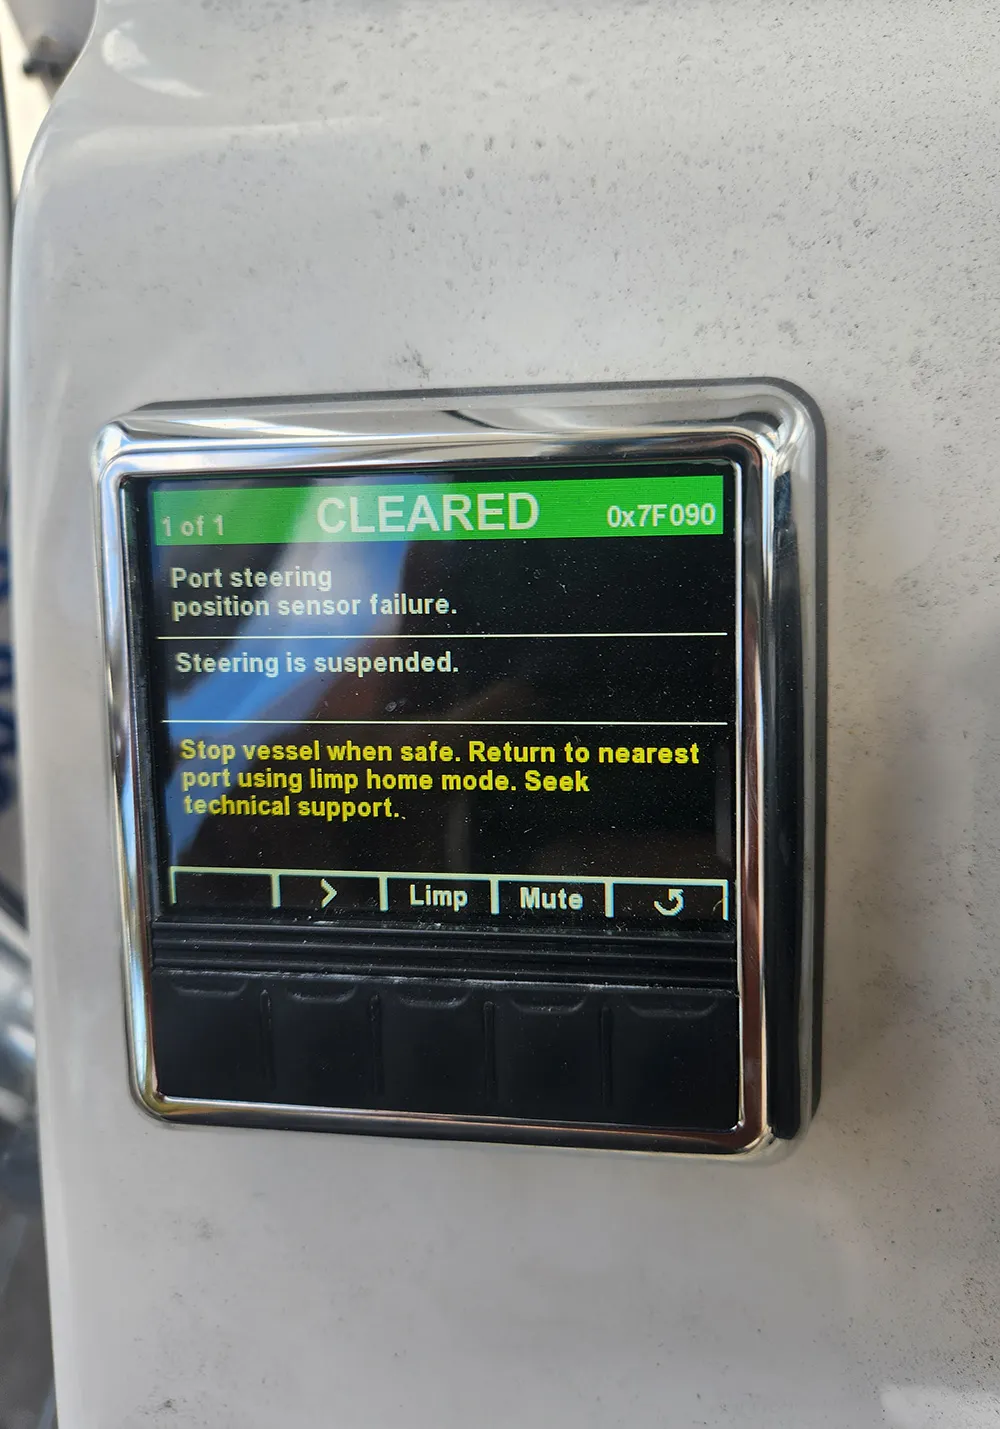 1 of 1 CLEARED 0x7F090
Port steering
position sensor failure.
Steering is suspended.
Stop vessel when safe. Return to nearest
port using limp home mode. Seek
technical support.
> Limp Mute